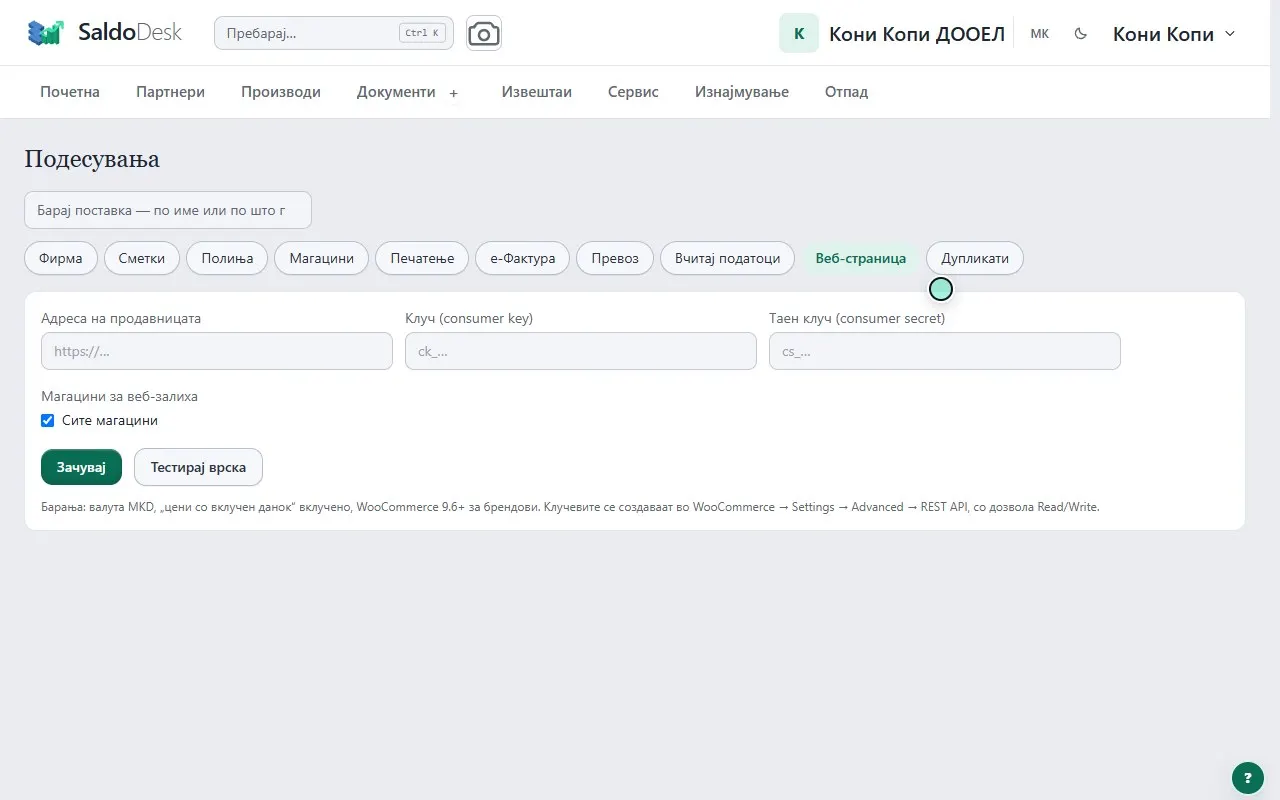 SaldoDesk
Пребарај... Ctrl K
К Кони Копи ДООЕЛ МК Кони Копи
Почетна Партнери Производи Документи + Извештаи Сервис Изнајмување Отпад
Подесувања
Барај поставка — по име или по што г
Фирма Сметки Полиња Магацини Печатење е-Фактура Превоз Вчитај податоци Веб-страница Дупликати
Адреса на продавницата Клуч (consumer key) Таен клуч (consumer secret)
https://... ck_... cs_...
Магацини за веб-залиха
Сите магацини
Зачувај Тестирај врска
Барања: валута MKD, „цени со вклучен данок“ вклучено, WooCommerce 9.6+ за брендови. Клучевите се создаваат во WooCommerce → Settings → Advanced → REST API, со дозвола Read/Write.
?